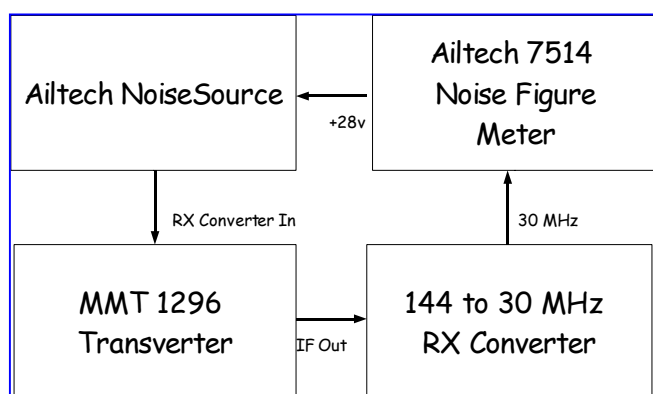 Ailtech NoiseSource
Ailtech 7514
Noise Figure
Meter
+28v
RX Converter In
30 MHz
MMT 1296
Transverter
IF Out
144 to 30 MHz
RX Converter